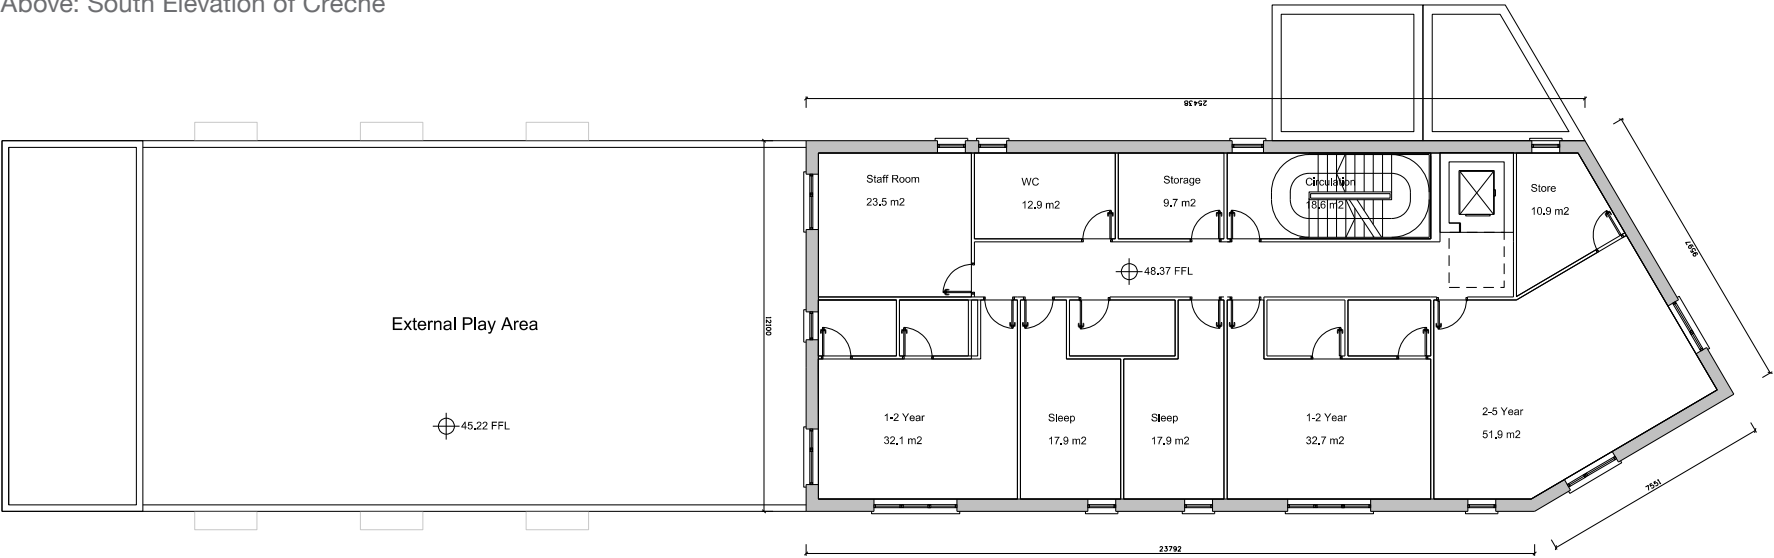 Above: South Elevation of Creche
25438
Staff Room
23.5 m2
WC
12.9 m2
Storage
9.7 m2
Circulation
18.6 m2
Store
10.9 m2
9597
48.37 FFL
12100
External Play Area
45.22 FFL
1-2 Year
32.1 m2
Sleep
17.9 m2
Sleep
17.9 m2
1-2 Year
32.7 m2
2-5 Year
51.9 m2
7551
23792